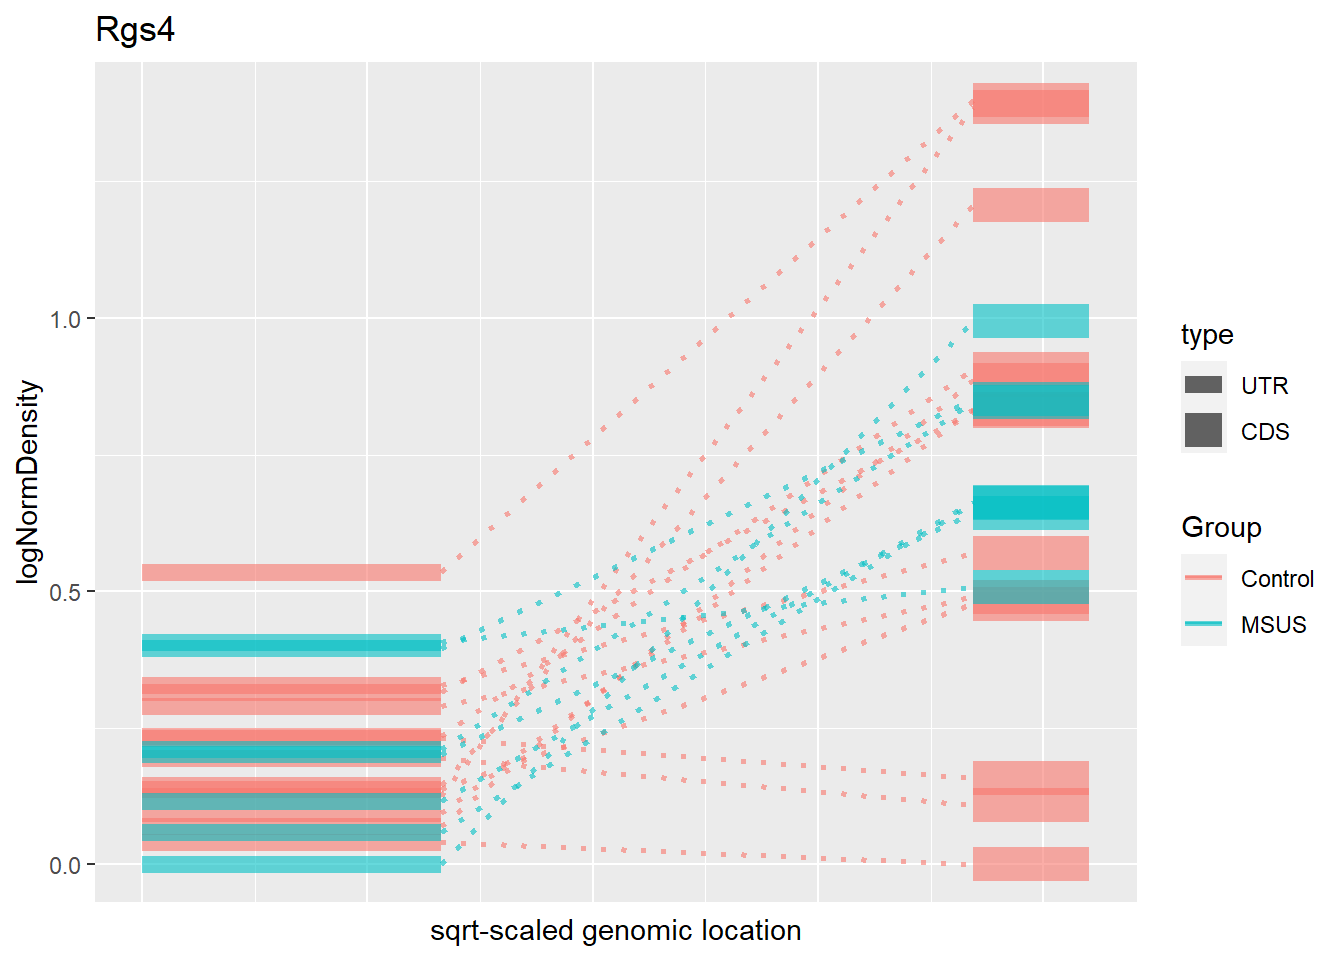 Rgs4
logNormDensity
1.0
0.5
0.0
sqrt-scaled genomic location
type
UTR
CDS
Group
Control
MSUS